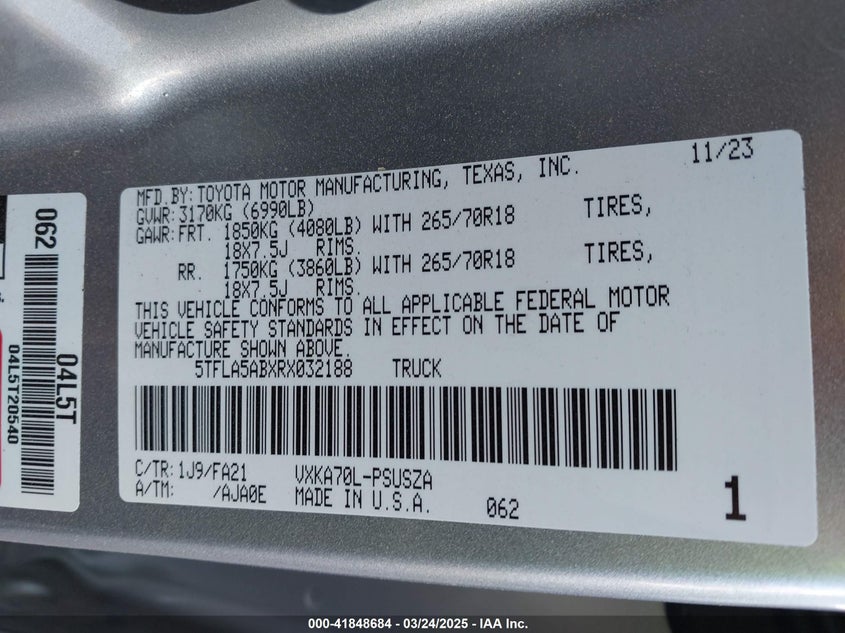 062
04L5T
04L5T20540
11/23
MFD.BY:TOYOTA MOTOR MANUFACTURING, TEXAS, INC.
GVWR:3170KG (6990LB)
GAWR:FRT. 1850KG (4080LB) WITH 265/70R18 TIRES,
18X7.5J RIMS
RR. 1750KG (3860LB) WITH 265/70R18 TIRES,
18X7.5J RIMS
THIS VEHICLE CONFORMS TO ALL APPLICABLE FEDERAL MOTOR
VEHICLE SAFETY STANDARDS IN EFFECT ON THE DATE OF
MANUFACTURE SHOWN ABOVE.
5TFLA5ABXRX032188 TRUCK
C/TR:1J9/FA21 VXKA70L-PSUSZA
A/TM: /AJA0E MADE IN U.S.A. 062 1
000-41848684 - 03/24/2025 - IAA Inc.